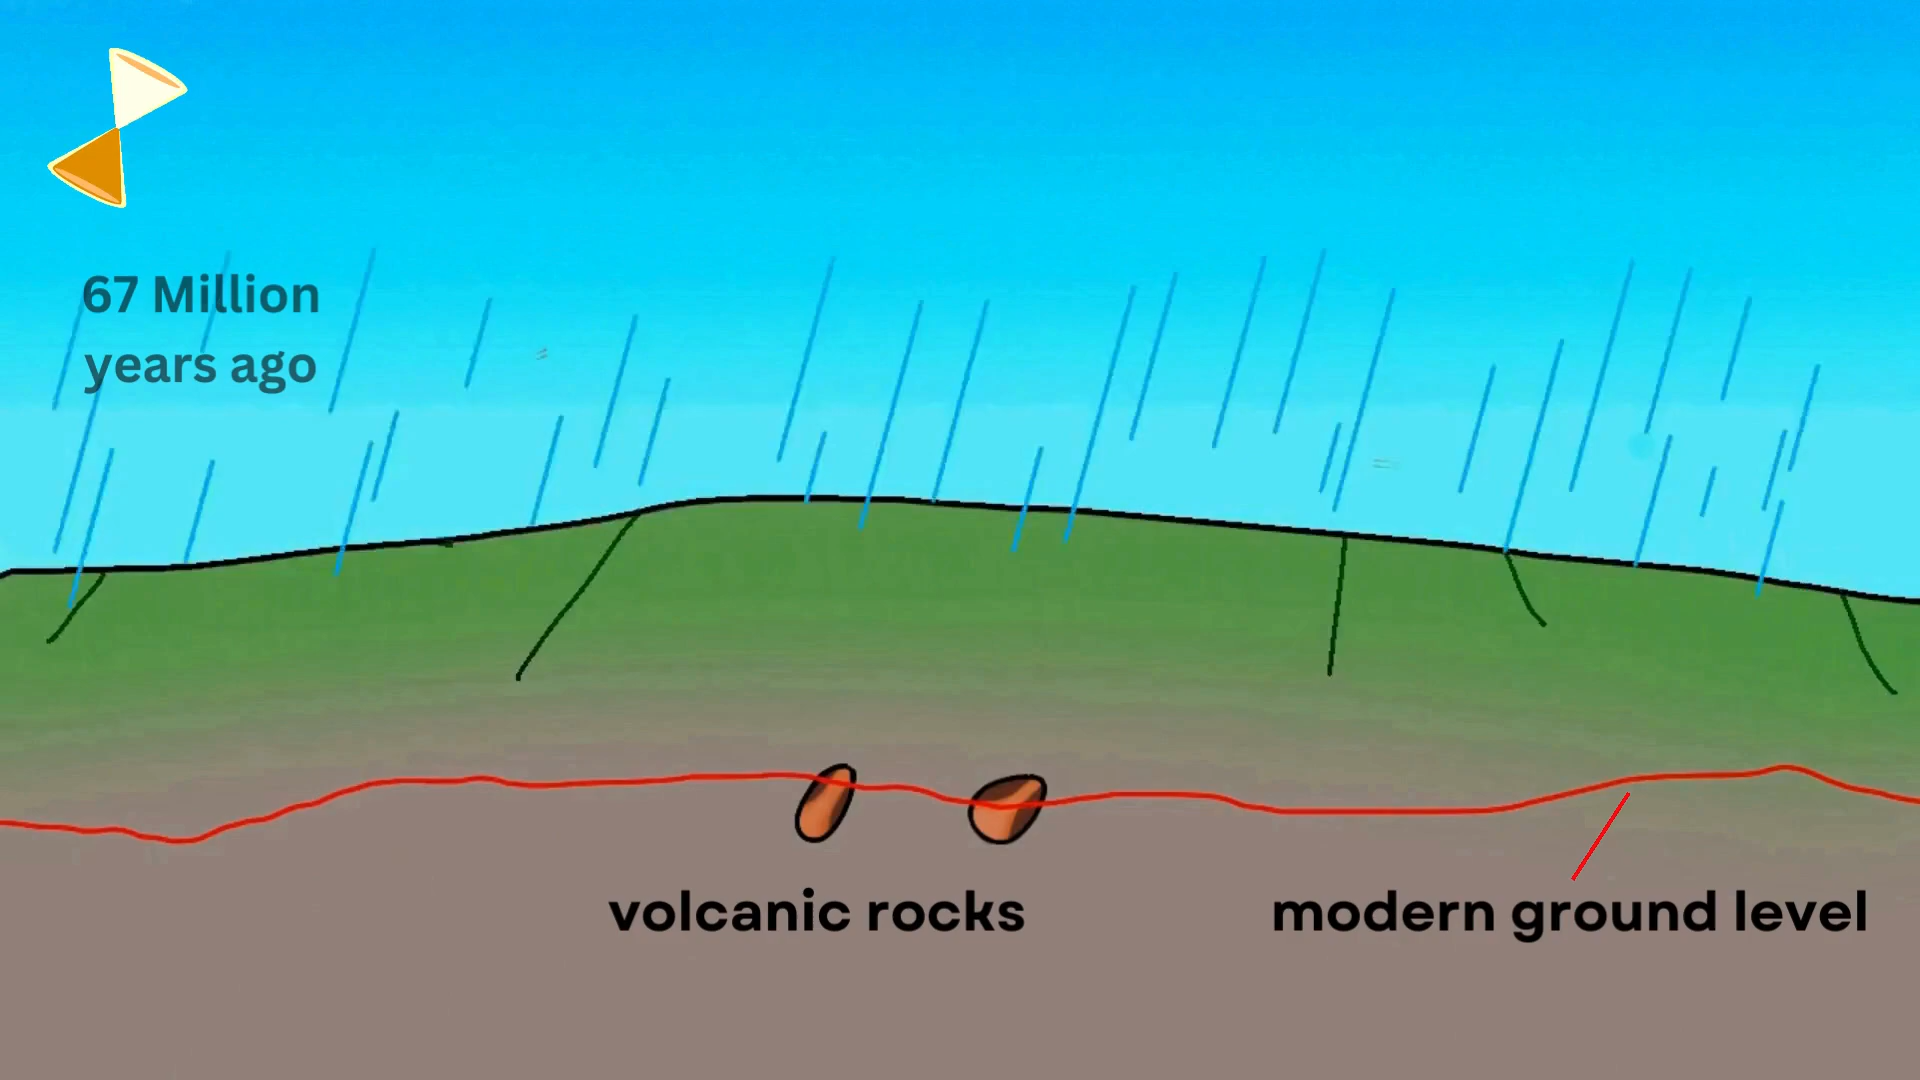 67 Million
years ago
volcanic rocks
modern ground level